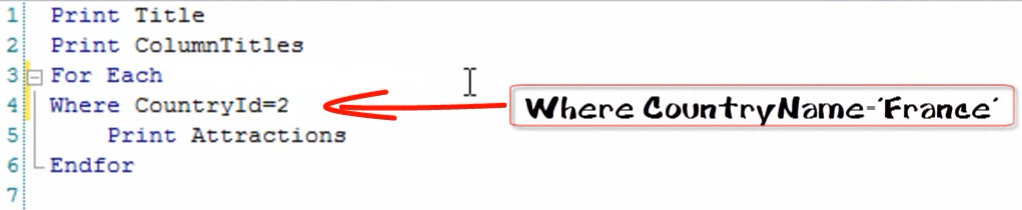 1 Print Title
2 Print ColumnTitles
3 For Each
4 Where CountryId=2
Where CountryName='France'
5 Print Attractions
6 Endfor
7